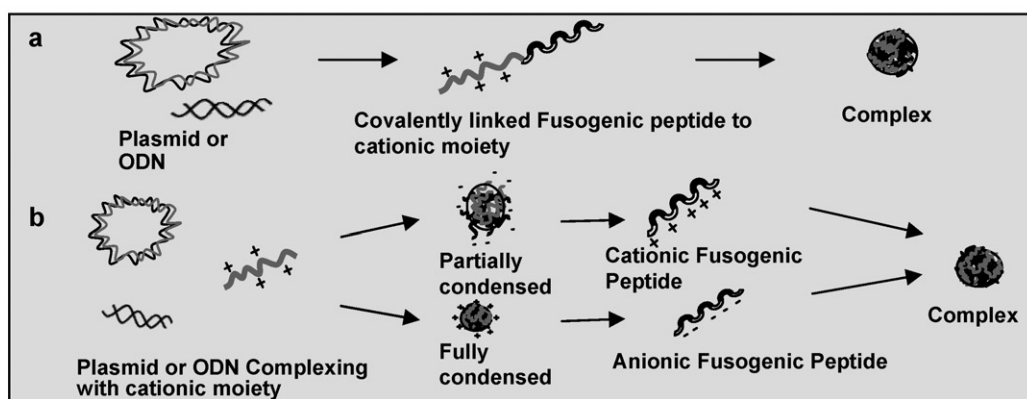 a
Plasmid or
ODN
Covalently linked Fusogenic peptide to
cationic moiety
Complex
b
Partially
condensed
Cationic Fusogenic
Peptide
Complex
Fully
condensed
Anionic Fusogenic Peptide
Plasmid or ODN Complexing
with cationic moiety